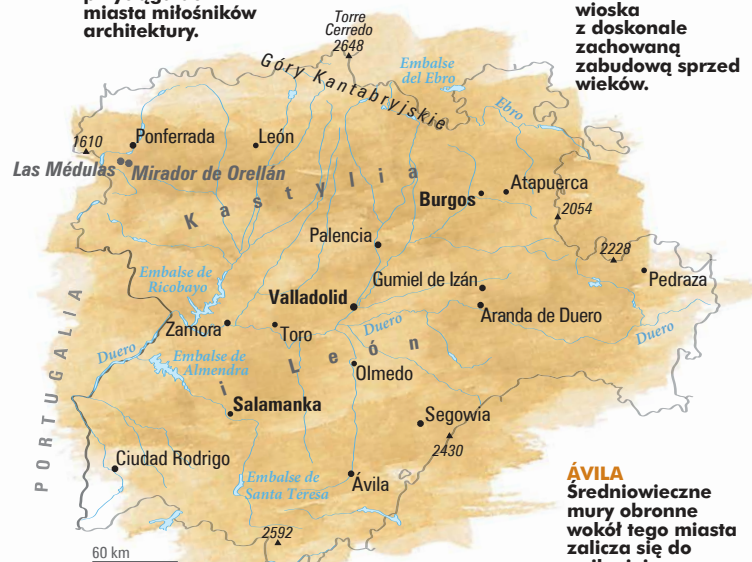 miasta miłośników
architektury.
wioska
z doskonale
zachowaną
zabudową sprzed
wieków.
Torre
Cerredo
2648
Góry Kantabryjskie
Embalse
del Ebro
Ebro
1610
Ponferrada
León
Las Médulas
Mirador de Orellán
Kastylia
Burgos
Atapuerca
2054
Palencia
2228
Embalse de
Ricobayo
Gumiel de Izán
Pedraza
Valladolid
Aranda de Duero
Zamora
Toro
Duero
Duero
PORTUGALIA
Duero
Embalse de
Almendra
i León
Olmedo
Salamanka
Segowia
2430
Ciudad Rodrigo
Embalse de
Santa Teresa
Ávila
2592
60 km
ÁVILA
Średniowieczne
mury obronne
wokół tego miasta
zalicza się do